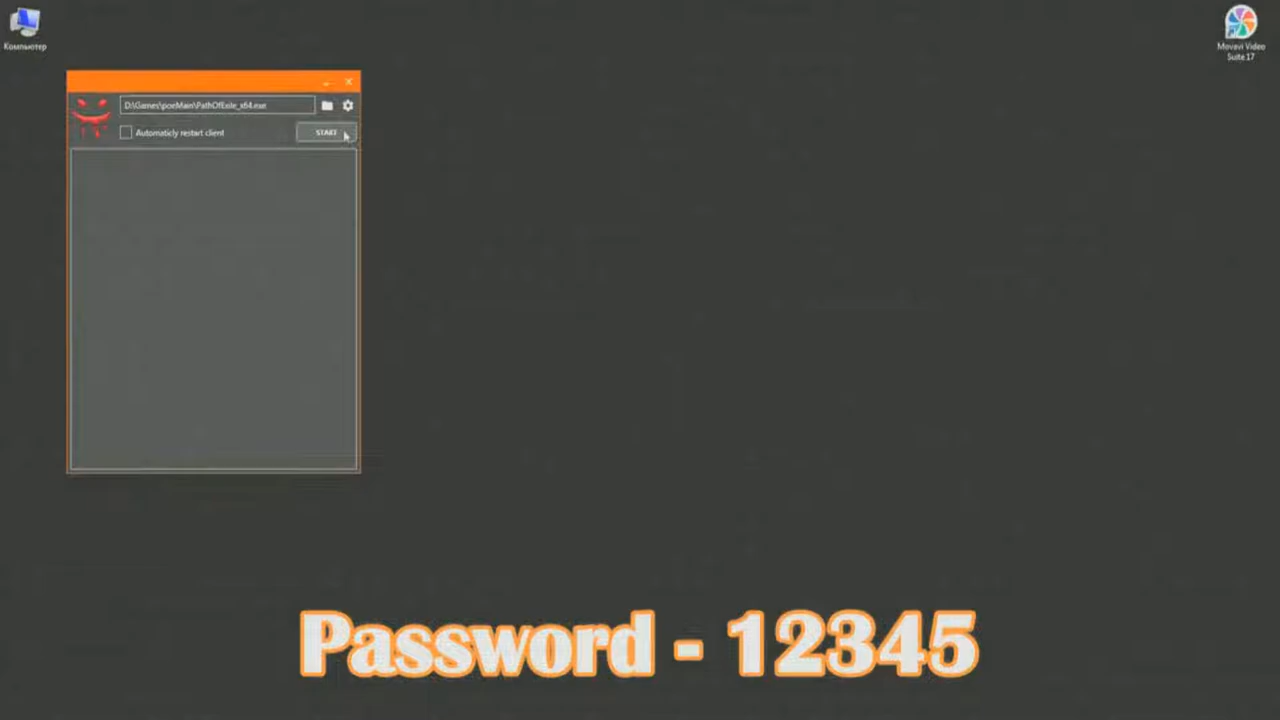 Компьютер
Movavi Video
Suite 17
D:\Games\poeMain\PathOfExile_x64.exe
Automaticly restart client
START
Password - 12345